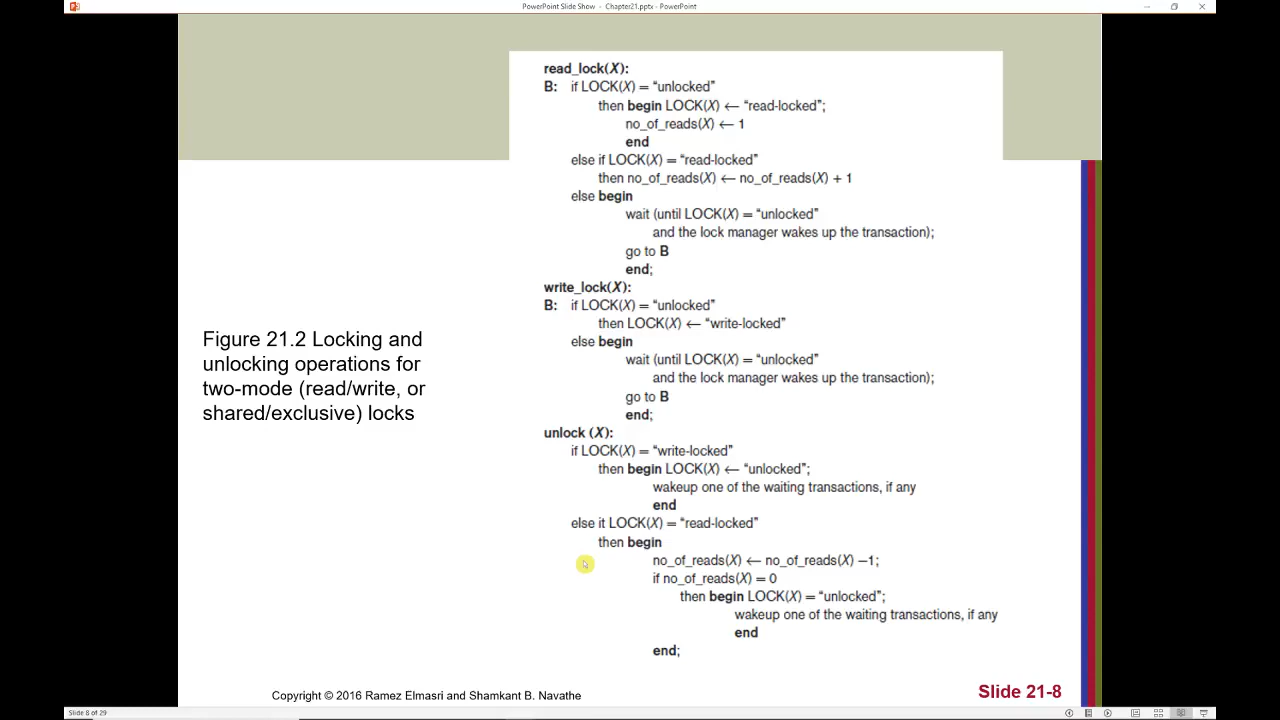 PowerPoint Slide Show - Chapter21.pptx - PowerPoint
read_lock(X):
B: if LOCK(X) = “unlocked”
then begin LOCK(X) ← “read-locked”;
no_of_reads(X) ← 1
end
else if LOCK(X) = “read-locked”
then no_of_reads(X) ← no_of_reads(X) + 1
else begin
wait (until LOCK(X) = “unlocked”
and the lock manager wakes up the transaction);
go to B
end;
write_lock(X):
B: if LOCK(X) = “unlocked”
then LOCK(X) ← “write-locked”
else begin
wait (until LOCK(X) = “unlocked”
and the lock manager wakes up the transaction);
go to B
end;
unlock (X):
if LOCK(X) = “write-locked”
then begin LOCK(X) ← “unlocked”;
wakeup one of the waiting transactions, if any
end
else it LOCK(X) = “read-locked”
then begin
no_of_reads(X) ← no_of_reads(X) −1;
if no_of_reads(X) = 0
then begin LOCK(X) = “unlocked”;
wakeup one of the waiting transactions, if any
end
end;
Figure 21.2 Locking and
unlocking operations for
two-mode (read/write, or
shared/exclusive) locks
Copyright © 2016 Ramez Elmasri and Shamkant B. Navathe
Slide 21-8
Slide 8 of 29